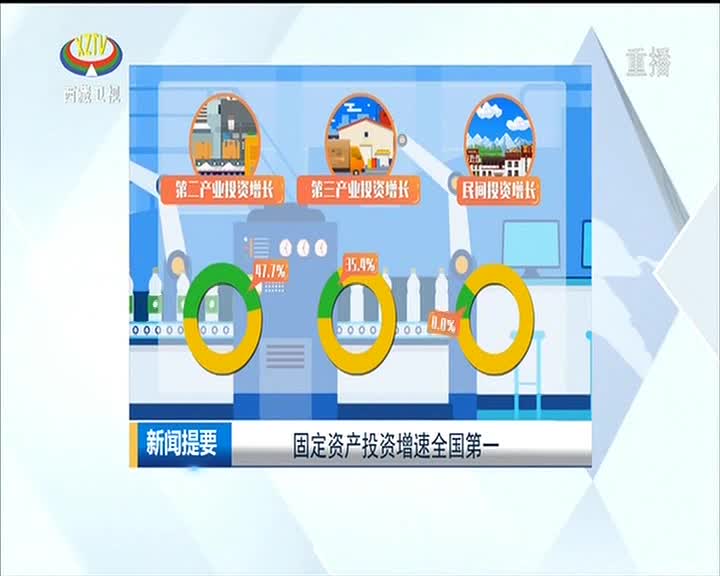 XZTV
西藏卫视
重播
第二产业投资增长
第三产业投资增长
民间投资增长
47.7%
35.4%
0.0%
新闻提要
固定资产投资增速全国第一